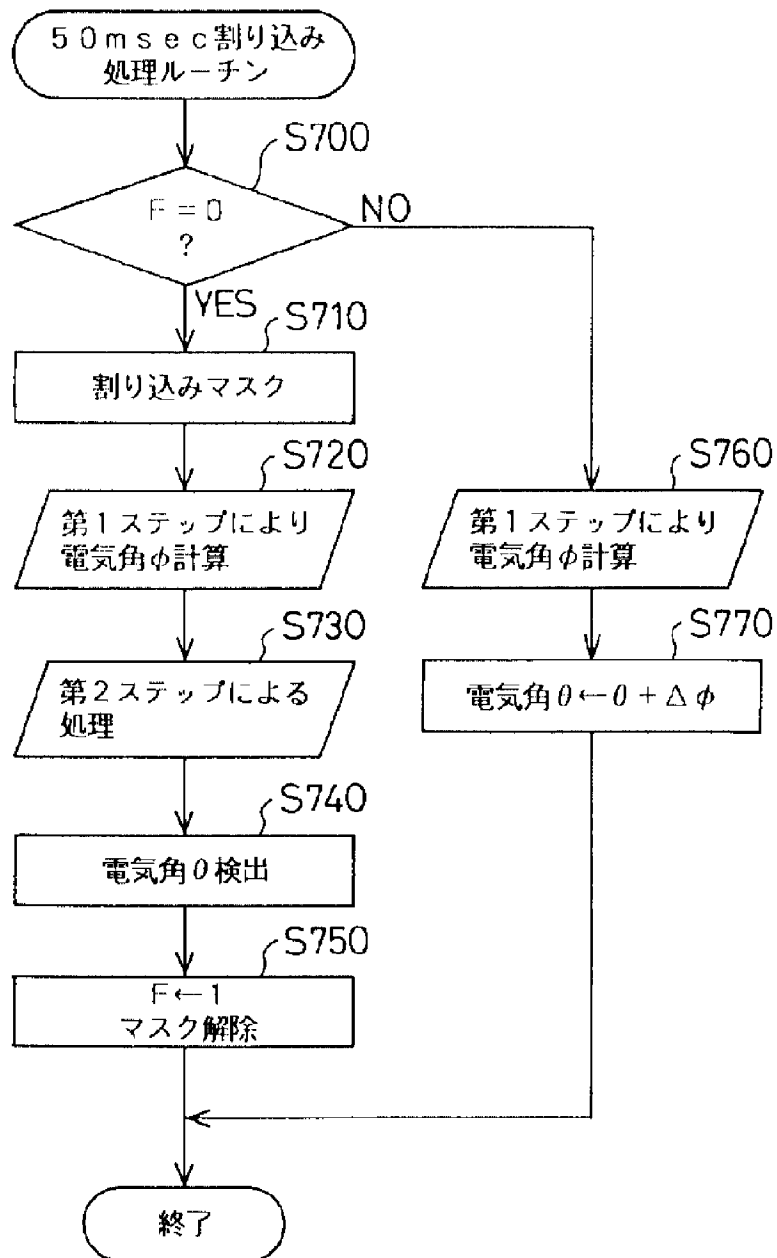 50msec割り込み
処理ルーチン
S700
F=0
?
NO
YES
S710
割り込みマスク
S720
第1ステップにより
電気角φ計算
S730
第2ステップによる
処理
S740
電気角θ検出
S750
F←1
マスク解除
S760
第1ステップにより
電気角φ計算
S770
電気角θ←θ+Δφ
終了